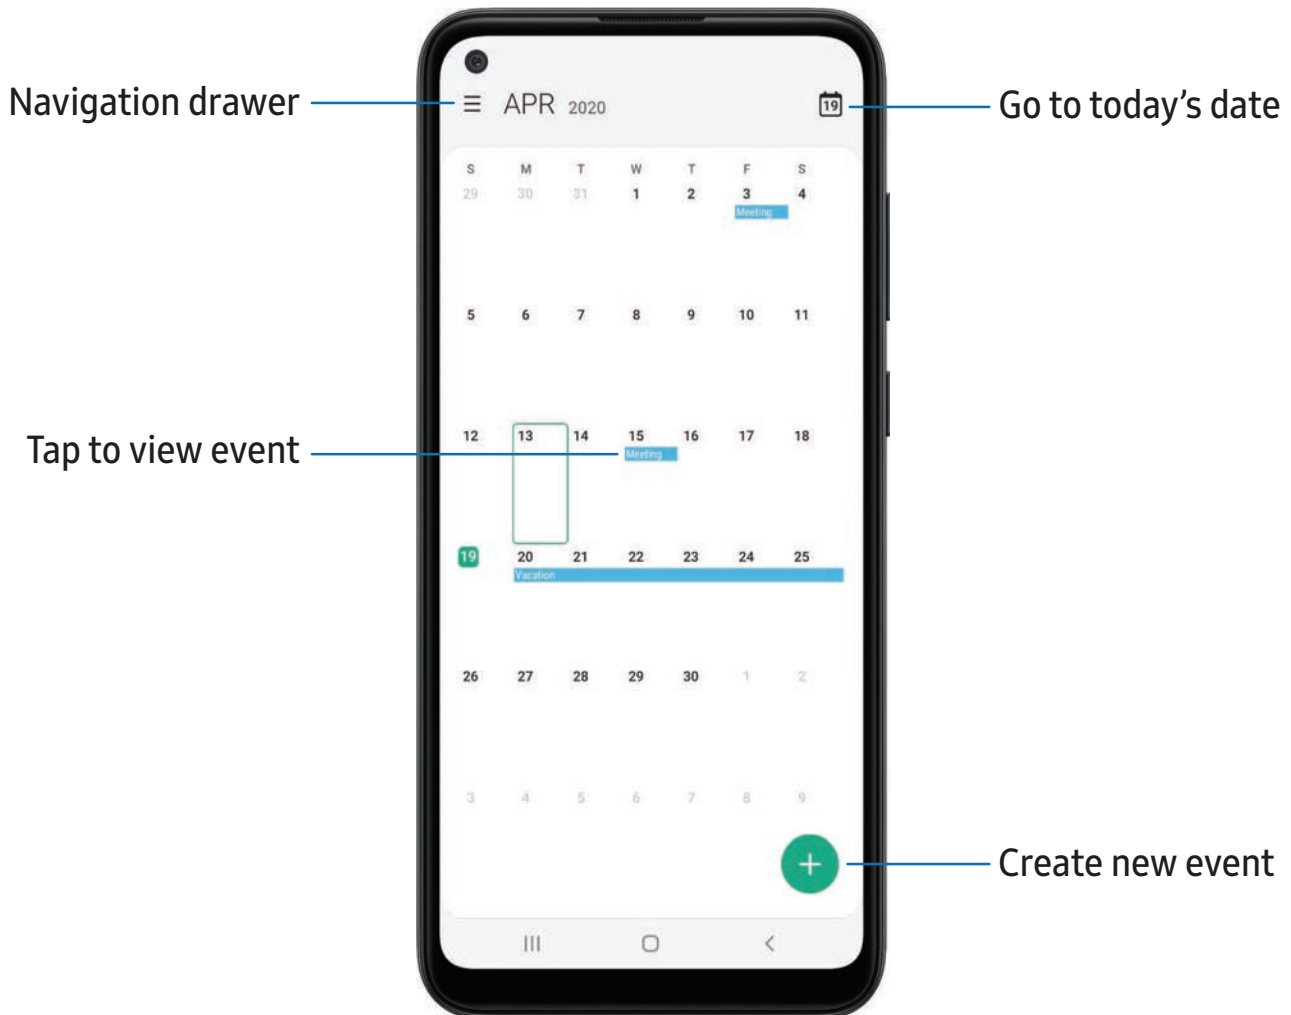 Navigation drawer
APR 2020
19
Go to today's date
S M T W T F S
29 30 31 1 2 3 4
Meeting
5 6 7 8 9 10 11
12 13 14 15 16 17 18
Tap to view event
Meeting
19 20 21 22 23 24 25
Vacation
26 27 28 29 30 1 2
3 4 5 6 7 8 9
Create new event